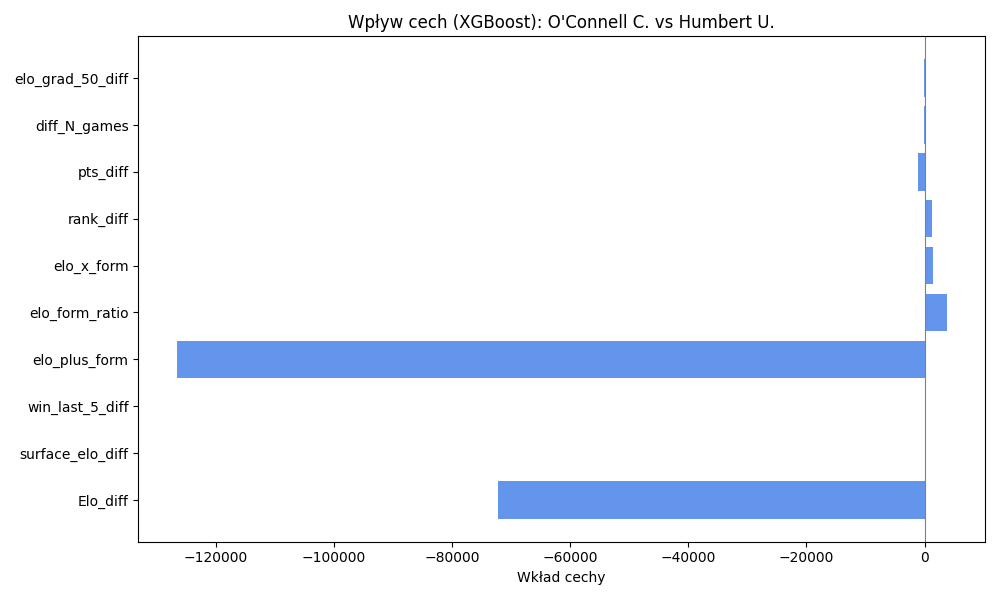 Wpływ cech (XGBoost): O'Connell C. vs Humbert U.
elo_grad_50_diff
diff_N_games
pts_diff
rank_diff
elo_x_form
elo_form_ratio
elo_plus_form
win_last_5_diff
surface_elo_diff
Elo_diff
−120000 −100000 −80000 −60000 −40000 −20000 0
Wkład cechy